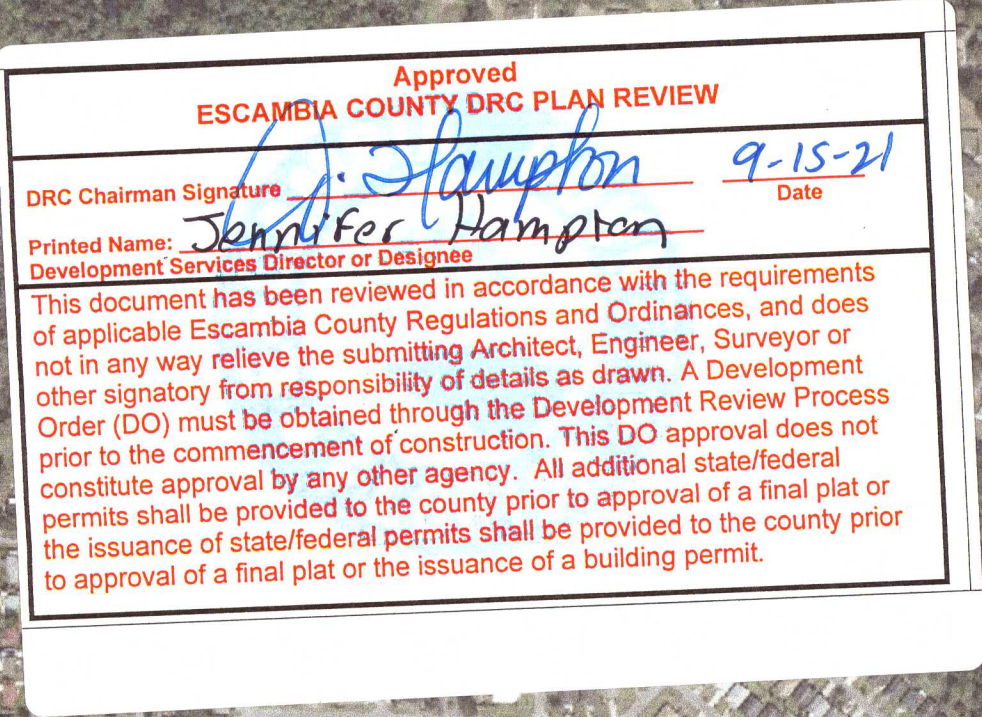 Approved
ESCAMBIA COUNTY DRC PLAN REVIEW
DRC Chairman Signature J. Hampton 9-15-21
Date
Printed Name: Jennifer Hampton
Development Services Director or Designee
This document has been reviewed in accordance with the requirements
of applicable Escambia County Regulations and Ordinances, and does
not in any way relieve the submitting Architect, Engineer, Surveyor or
other signatory from responsibility of details as drawn. A Development
Order (DO) must be obtained through the Development Review Process
prior to the commencement of construction. This DO approval does not
constitute approval by any other agency. All additional state/federal
permits shall be provided to the county prior to approval of a final plat or
the issuance of state/federal permits shall be provided to the county prior
to approval of a final plat or the issuance of a building permit.